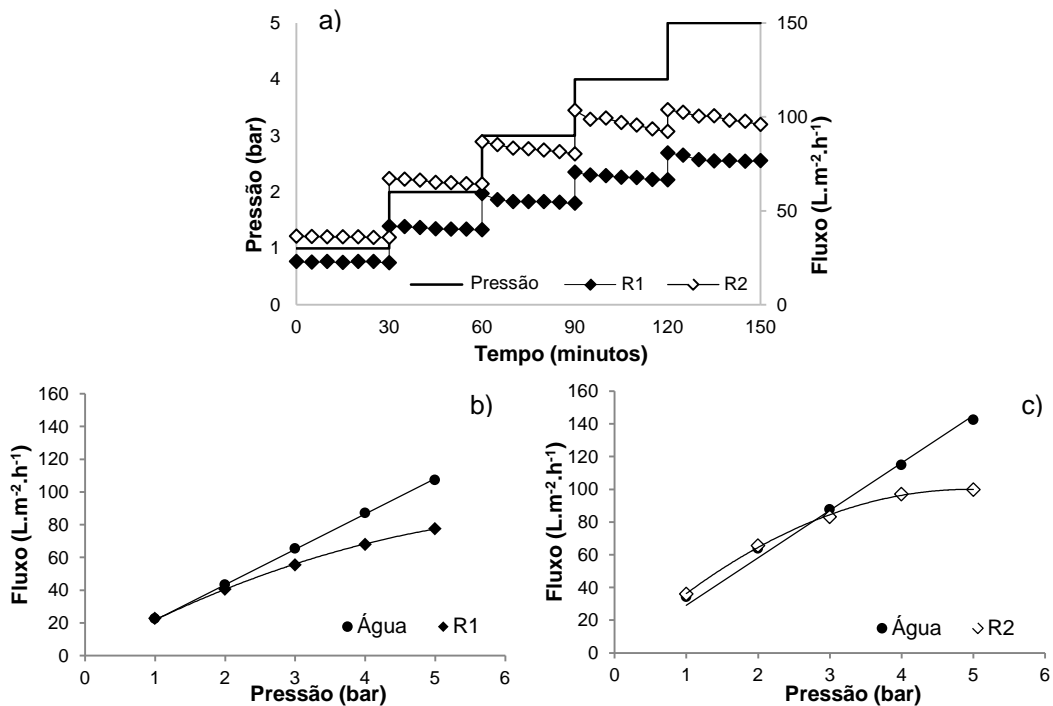 a)
5
4
3
2
1
0
Pressão (bar)
150
100
50
0
Fluxo (L.m-2.h-1)
Pressão
R1
R2
0 30 60 90 120 150
Tempo (minutos)
b)
160
140
120
100
80
60
40
20
0
Fluxo (L.m-2.h-1)
Água
R1
0 1 2 3 4 5 6
Pressão (bar)
c)
160
140
120
100
80
60
40
20
0
Fluxo (L.m-2.h-1)
Água
R2
0 1 2 3 4 5 6
Pressão (bar)